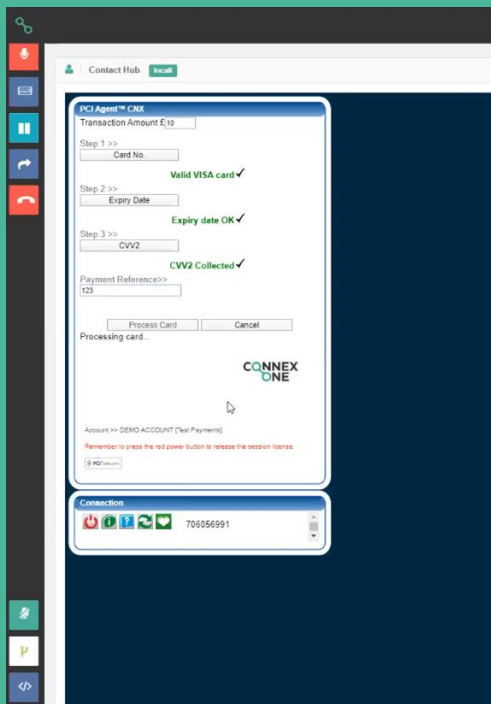 Contact Hub Incall
PCI Agent™ CNX
Transaction Amount £ 10
Step 1 >>
Card No.
Valid VISA card ✓
Step 2 >>
Expiry Date
Expiry date OK ✓
Step 3 >>
CVV2
CVV2 Collected ✓
Payment Reference>>
123
Process Card Cancel
Processing card...
CONNEX
ONE
Account >> DEMO ACCOUNT [Test Payments]
Remember to press the red power button to release the session license.
PCI
Connection
706056991